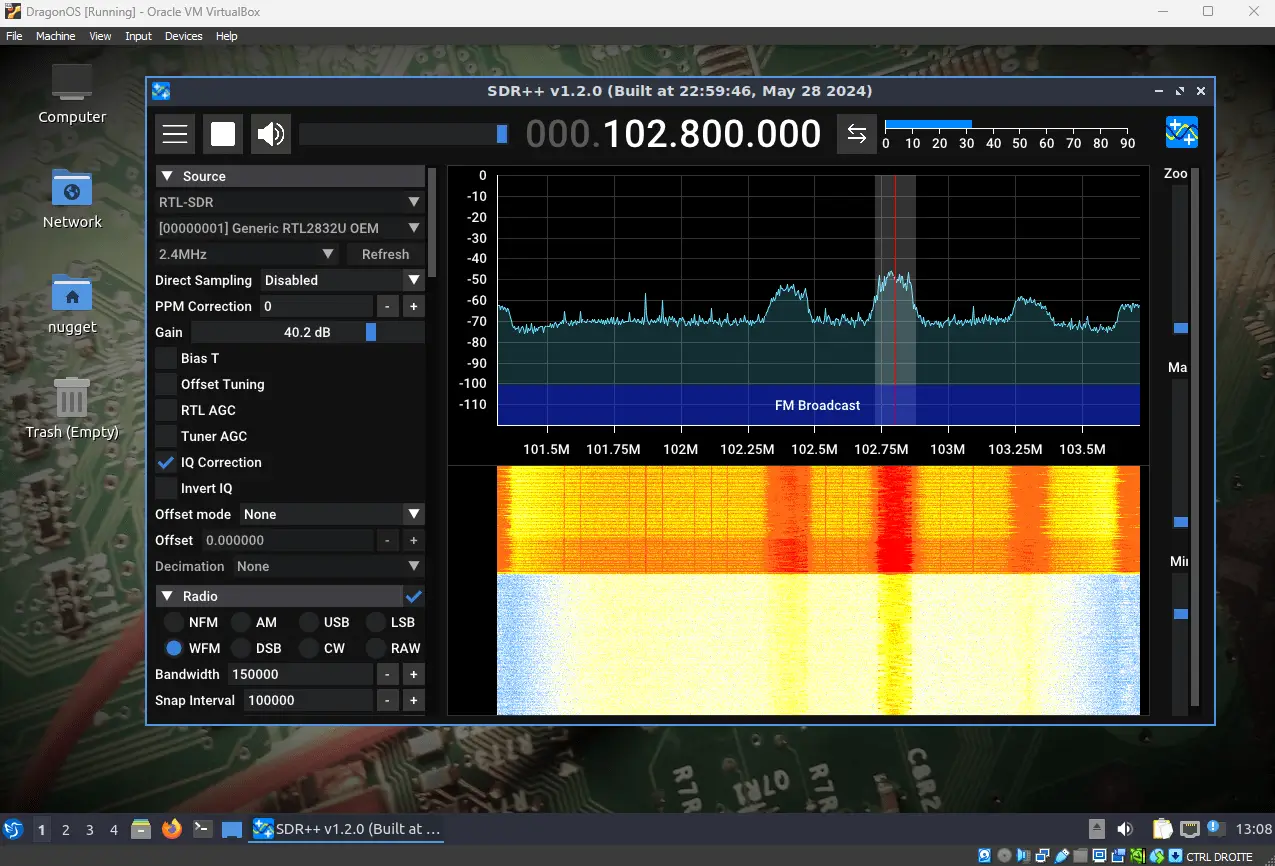 DragonOS [Running] - Oracle VM VirtualBox
File Machine View Input Devices Help
Computer
Network
nugget
Trash (Empty)
SDR++ v1.2.0 (Built at 22:59:46, May 28 2024)
000.102.800.000
0 10 20 30 40 50 60 70 80 90
Source
RTL-SDR
[00000001] Generic RTL2832U OEM
2.4MHz Refresh
Direct Sampling Disabled
PPM Correction 0 - +
Gain 40.2 dB
Bias T
Offset Tuning
RTL AGC
Tuner AGC
IQ Correction
Invert IQ
Offset mode None
Offset 0.000000 - +
Decimation None
Radio
NFM AM USB LSB
WFM DSB CW RAW
Bandwidth 150000 - +
Snap Interval 100000 - +
0
-10
-20
-30
-40
-50
-60
-70
-80
-90
-100
-110
FM Broadcast
101.5M 101.75M 102M 102.25M 102.5M 102.75M 103M 103.25M 103.5M
Zoo
Ma
Min
R7R
R7R
1 2 3 4 SDR++ v1.2.0 (Built at ... 13:08
CTRL DROITE